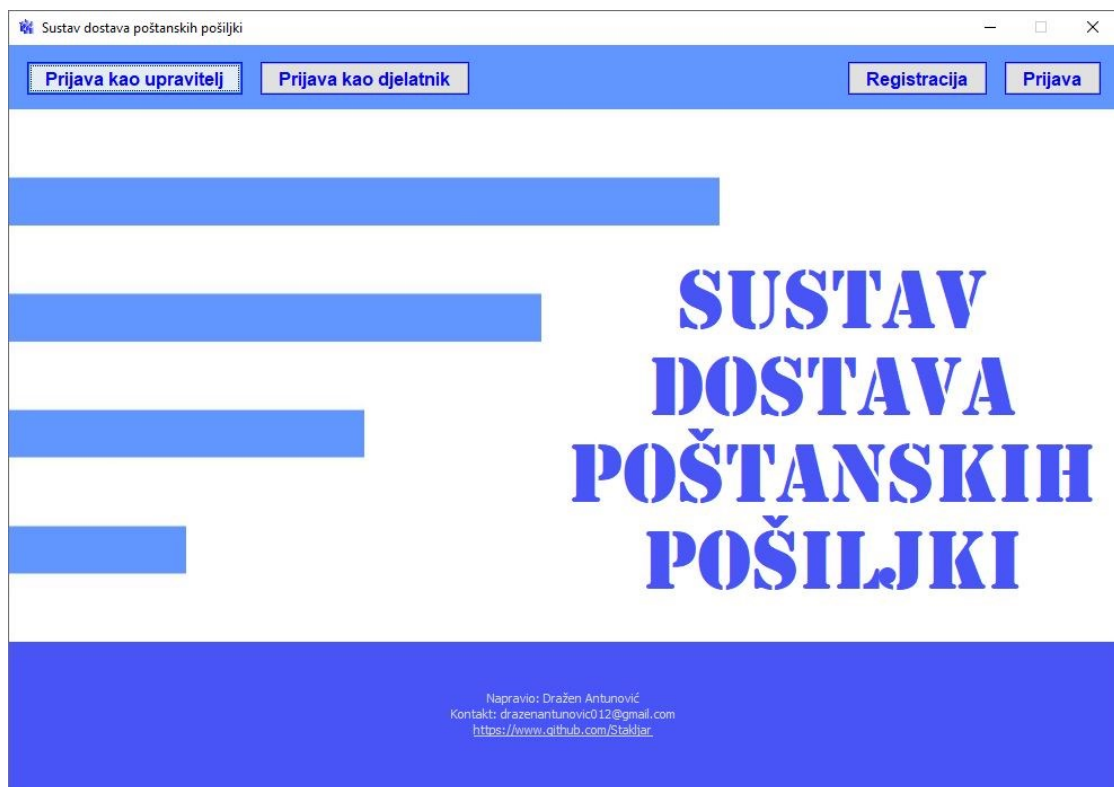 Sustav dostava poštanskih pošiljki
Prijava kao upravitelj
Prijava kao djelatnik
Registracija
Prijava
SUSTAV
DOSTAVA
POŠTANSKIH
POŠILJKI
Napravio: Dražen Antunović
Kontakt: drazenantunovic012@gmail.com
https://www.github.com/Stakljar